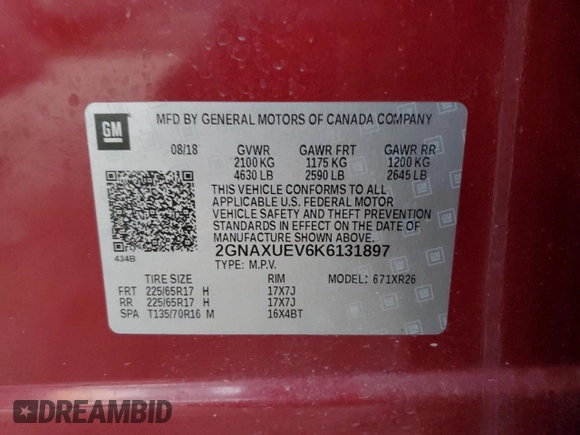 GM
MFD BY GENERAL MOTORS OF CANADA COMPANY
08/18 GVWR GAWR FRT GAWR RR
2100 KG 1175 KG 1200 KG
4630 LB 2590 LB 2645 LB
THIS VEHICLE CONFORMS TO ALL
APPLICABLE U.S. FEDERAL MOTOR
VEHICLE SAFETY AND THEFT PREVENTION
STANDARDS IN EFFECT ON THE DATE OF
MANUFACTURE SHOWN ABOVE.
434B
2GNAXUEV6K6131897
TYPE: M.P.V. MODEL: 671XR26
TIRE SIZE RIM
FRT 225/65R17 H 17X7J
RR 225/65R17 H 17X7J
SPA T135/70R16 M 16X4BT
DREAMBID